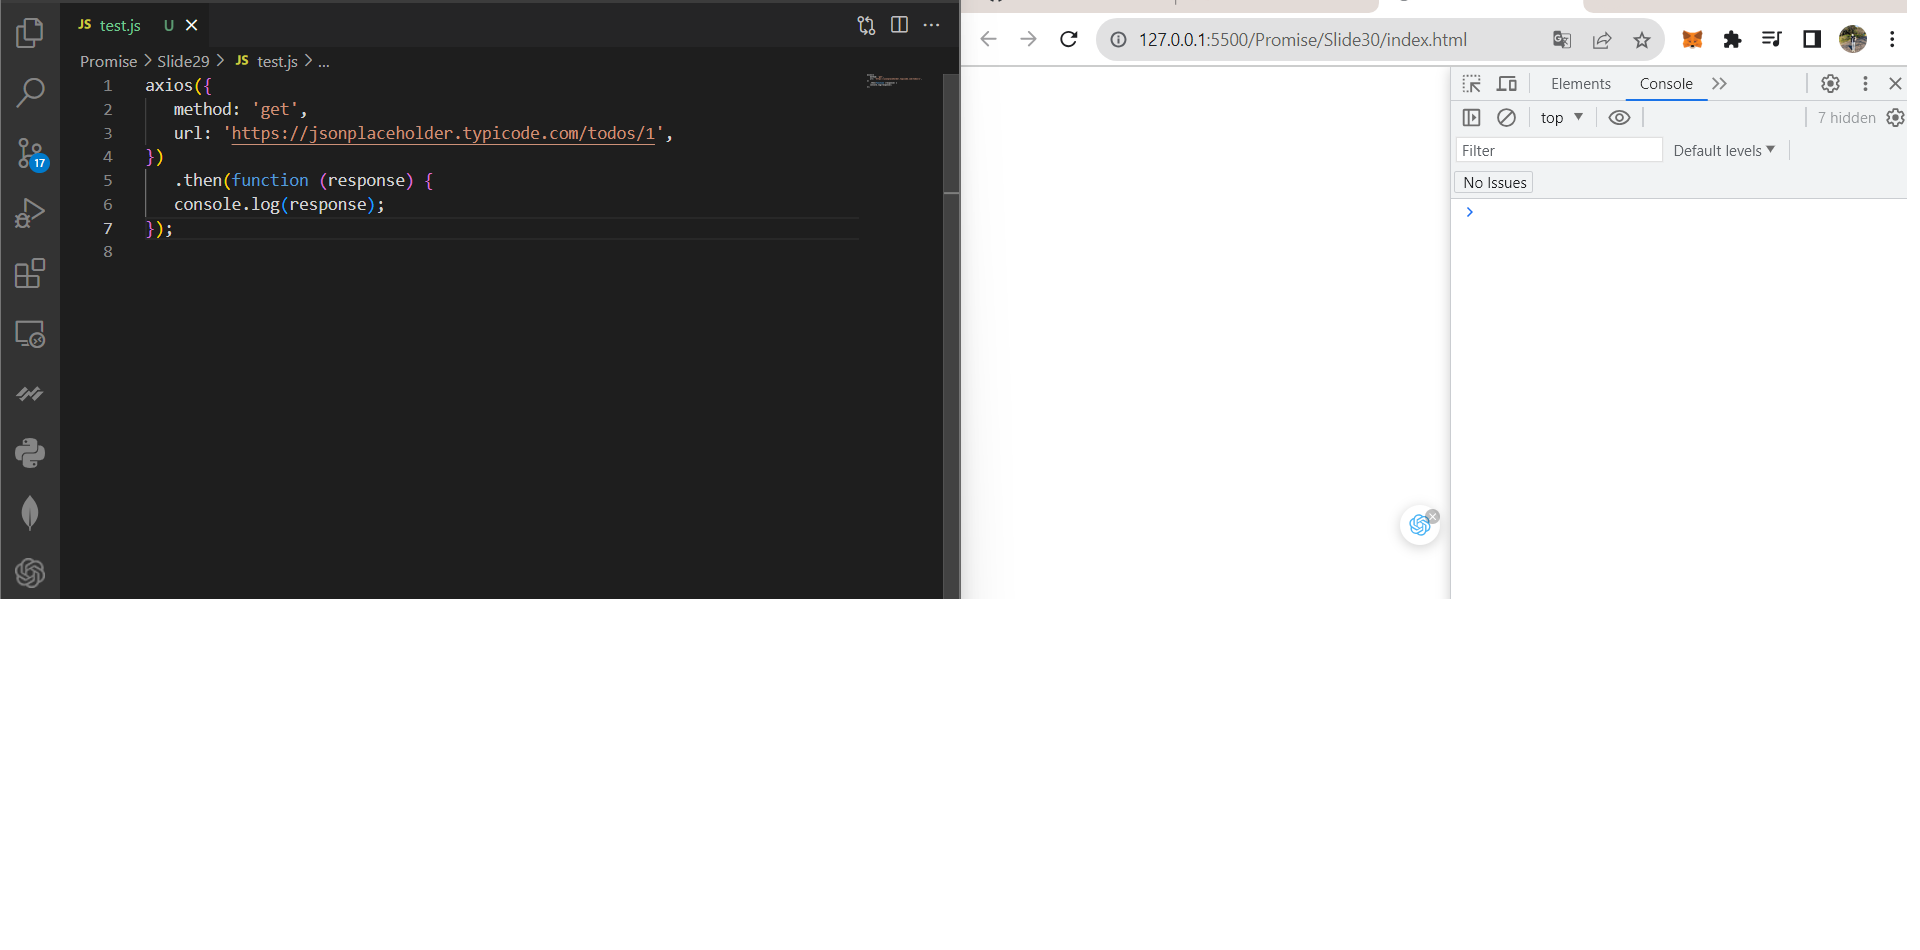 JS test.js U
Promise > Slide29 > JS test.js > ...
1 axios({
2 method: 'get',
3 url: 'https://jsonplaceholder.typicode.com/todos/1',
4 })
5 .then(function (response) {
6 console.log(response);
7 });
8
17
127.0.0.1:5500/Promise/Slide30/index.html
Elements Console
top 7 hidden
Filter Default levels
No Issues